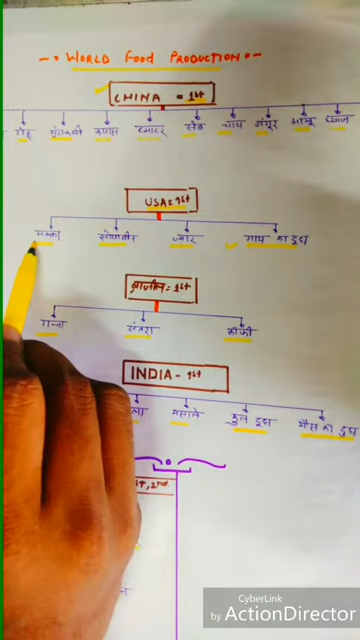 -• WORLD FOOD PRODUCTION •-
CHINA = 1st
गेहूं मूंगफली कपास टमाटर सेब चाय अंगूर आलू प्याज
USA = 1st
मक्का सोयाबीन ज्वार गाय का दूध
ब्राजील = 1st
गन्ना संतरा कॉफी
INDIA - 1st
मसाले कुल दूध भैंस का दूध
2nd
CyberLink
by ActionDirector